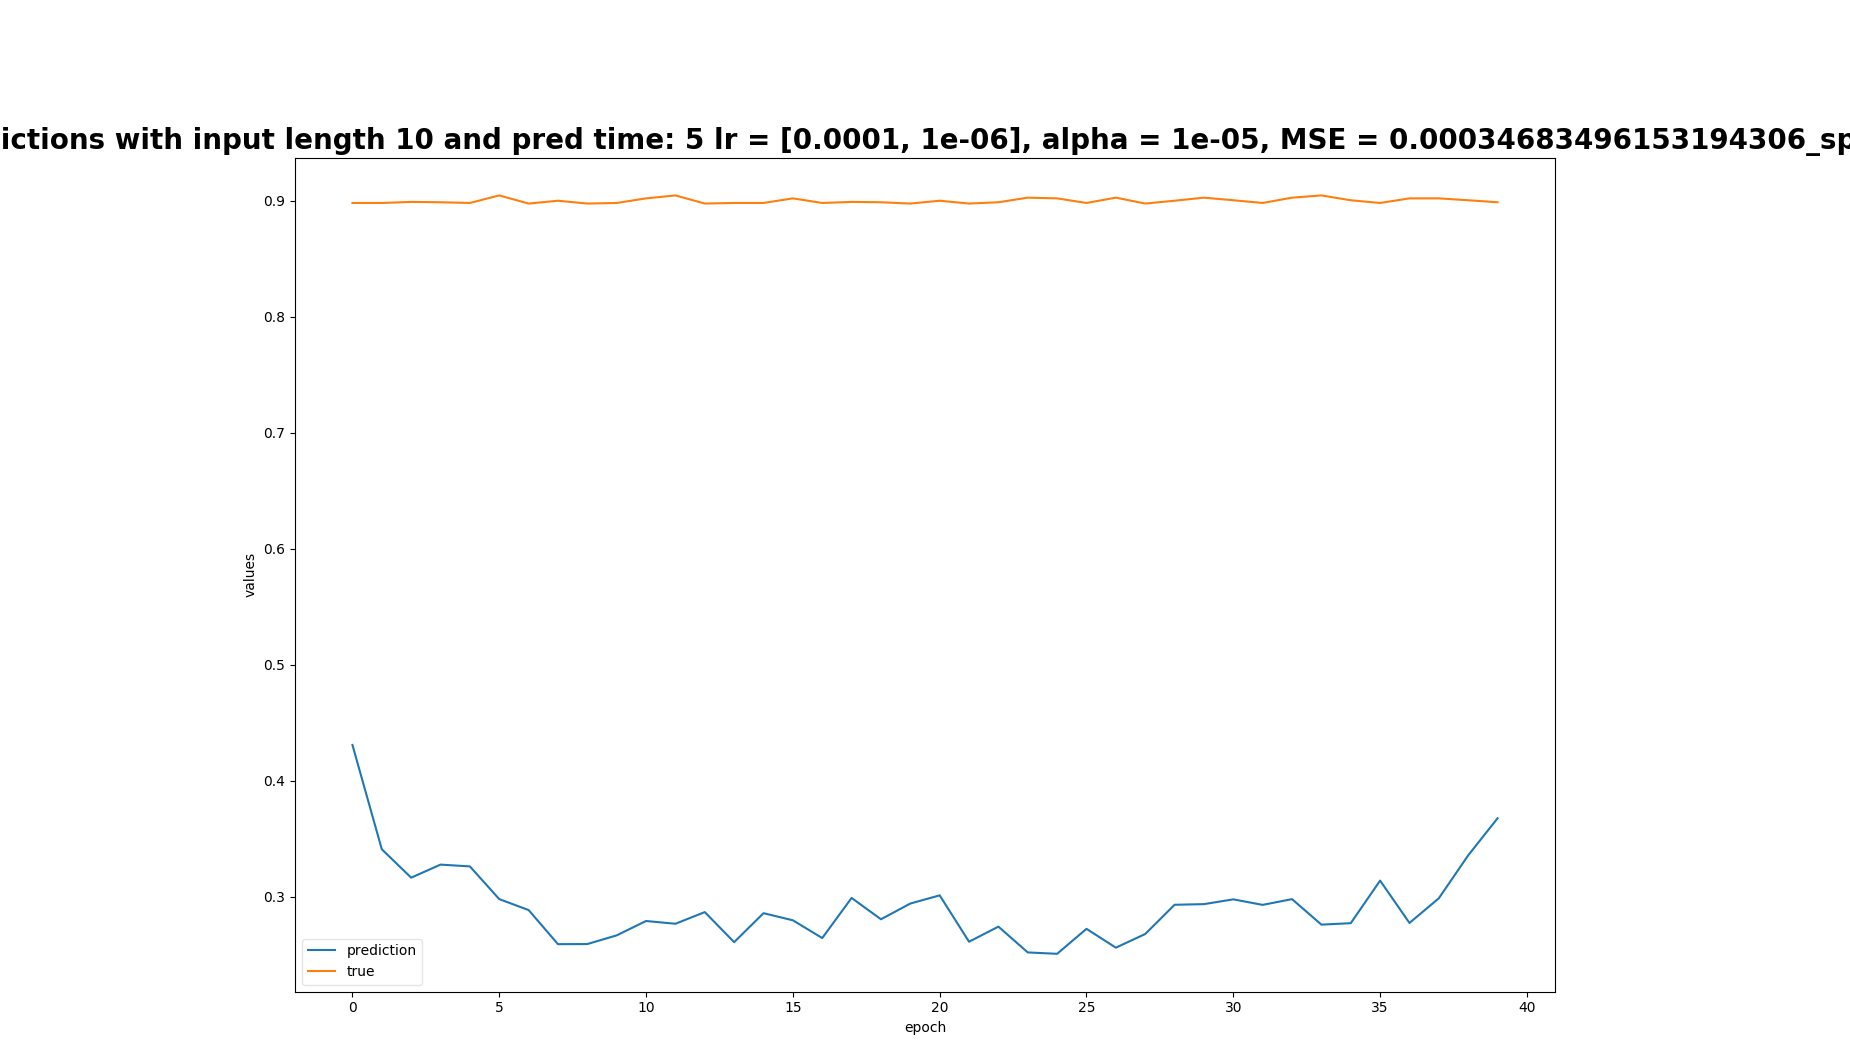 ictions with input length 10 and pred time: 5 lr = [0.0001, 1e-06], alpha = 1e-05, MSE = 0.00034683496153194306_sp
0.9
0.8
0.7
0.6
0.5
0.4
0.3
values
prediction
true
0 5 10 15 20 25 30 35 40
epoch